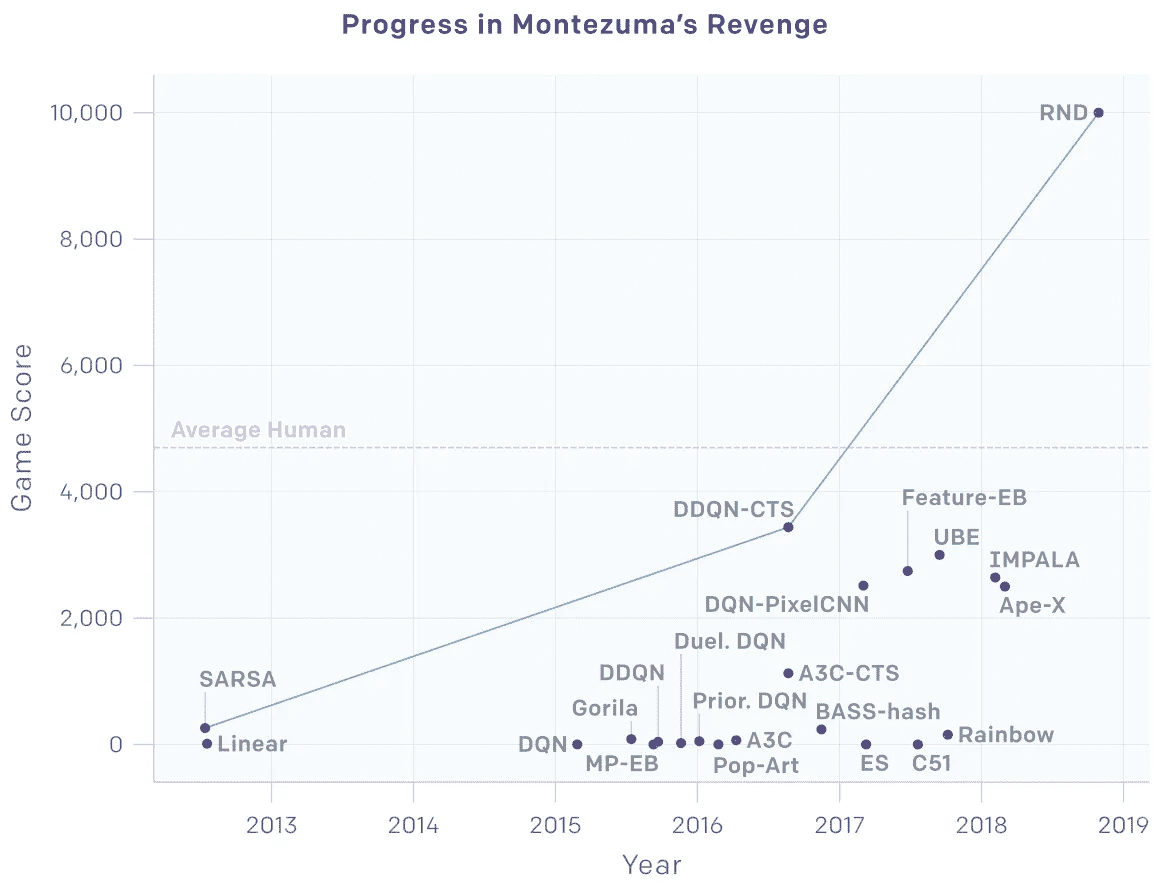 Progress in Montezuma’s Revenge
10,000
RND
8,000
6,000
Game Score
Average Human
4,000
Feature-EB
DDQN-CTS
UBE
IMPALA
DQN-PixelCNN
Ape-X
2,000
Duel. DQN
SARSA
DDQN
A3C-CTS
Gorila
Prior. DQN
BASS-hash
Rainbow
0
Linear
DQN
A3C
MP-EB
Pop-Art
ES
C51
2013
2014
2015
2016
2017
2018
2019
Year